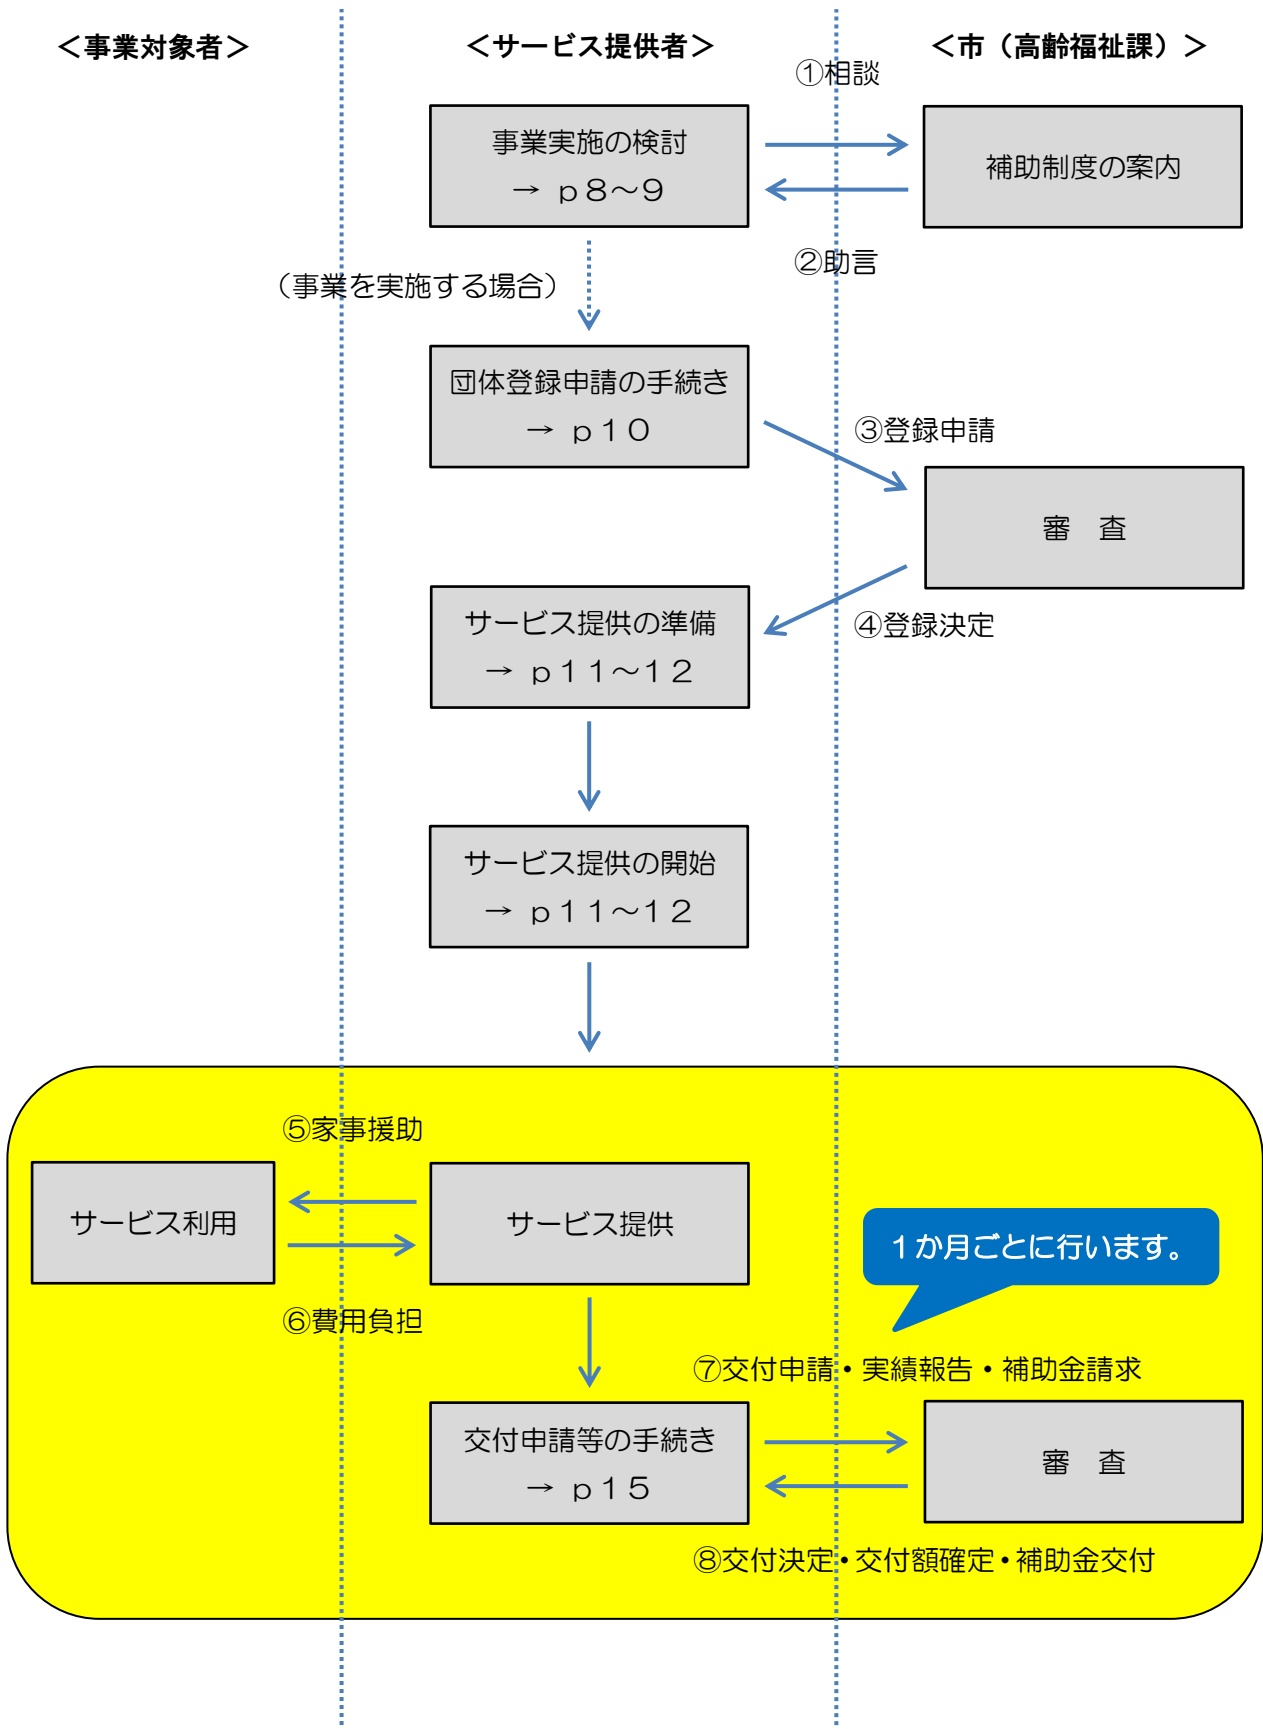 ＜事業対象者＞
＜サービス提供者＞
＜市（高齢福祉課）＞
①相談
事業実施の検討
→ ｐ８～９
補助制度の案内
②助言
（事業を実施する場合）
団体登録申請の手続き
→ ｐ１０
③登録申請
審　査
サービス提供の準備
→ ｐ１１～１２
④登録決定
サービス提供の開始
→ ｐ１１～１２
⑤家事援助
サービス利用
サービス提供
１か月ごとに行います。
⑥費用負担
⑦交付申請・実績報告・補助金請求
交付申請等の手続き
→ ｐ１５
審　査
⑧交付決定・交付額確定・補助金交付